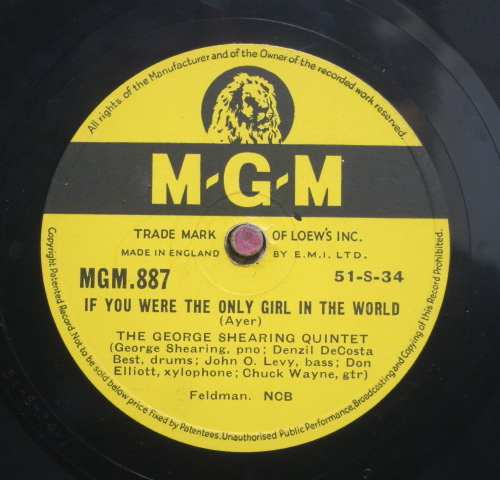 All rights of the Manufacturer and of the Owner of the recorded work reserved.
M-G-M
TRADE MARK OF LOEW'S INC.
MADE IN ENGLAND BY E.M.I. LTD.
MGM.887 51-S-34
IF YOU WERE THE ONLY GIRL IN THE WORLD
(Ayer)
THE GEORGE SHEARING QUINTET
(George Shearing, pno; Denzil DeCosta
Best, drums; John O. Levy, bass; Don
Elliott, xylophone; Chuck Wayne, gtr)
Feldman. NCB
Copyright Patented Record Not to be sold below price fixed by Patentees. Unauthorised Public Performance, Broadcasting and Copying of this Record Prohibited.